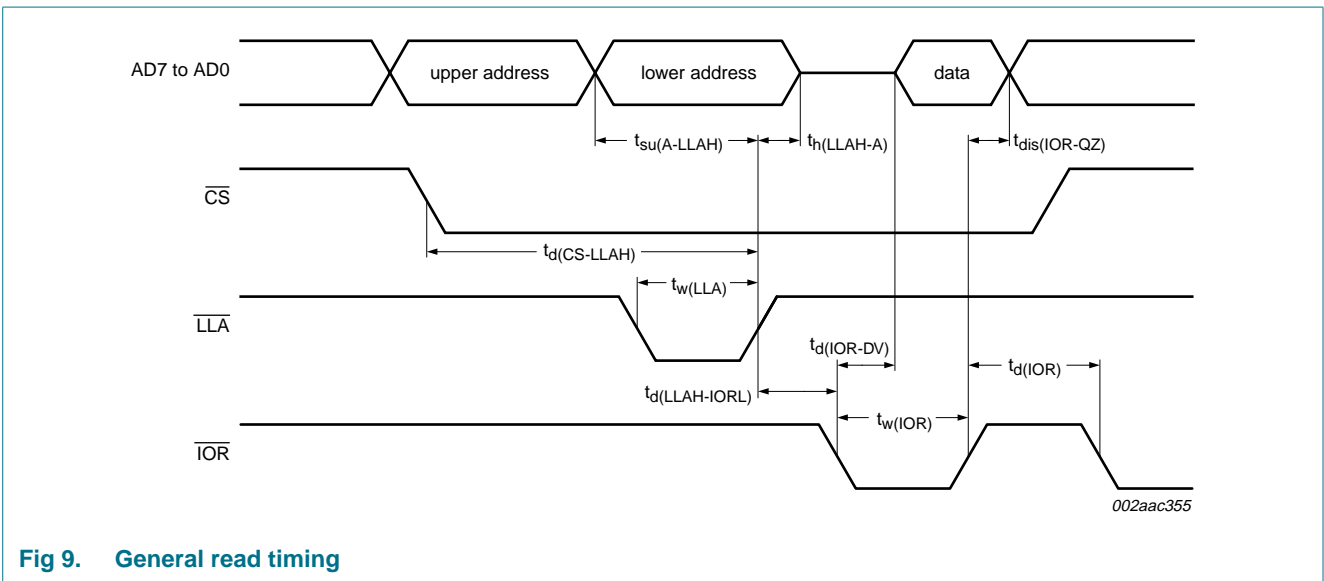 AD7 to AD0
upper address
lower address
data
tsu(A-LLAH)
th(LLAH-A)
tdis(IOR-QZ)
CS
td(CS-LLAH)
tw(LLA)
LLA
td(IOR-DV)
td(IOR)
td(LLAH-IORL)
tw(IOR)
IOR
002aac355
Fig 9. General read timing